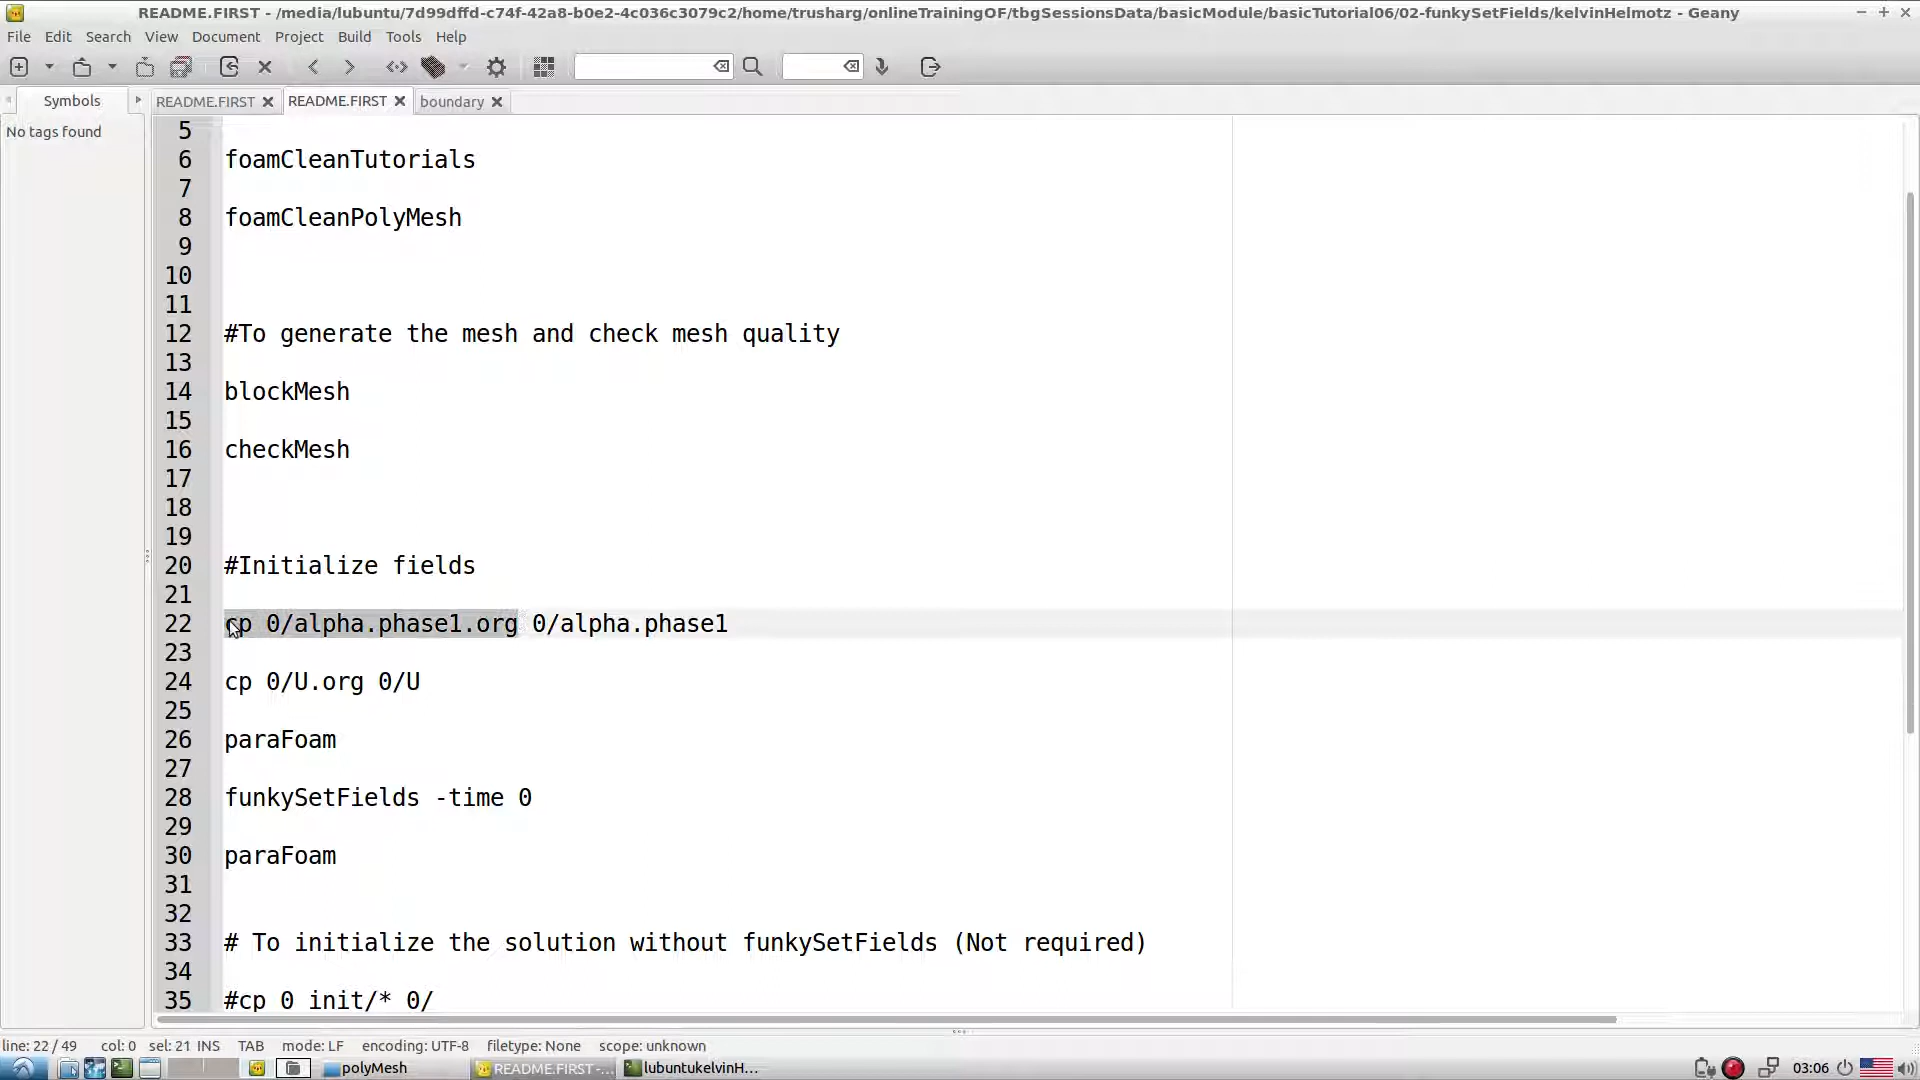 README.FIRST - /media/lubuntu/7d99dffd-c74f-42a8-b0e2-4c036c3079c2/home/trusharg/onlineTrainingOF/tbgSessionsData/basicModule/basicTutorial06/02-funkySetFields/kelvinHelmotz - Geany
File Edit Search View Document Project Build Tools Help
Symbols README.FIRST README.FIRST boundary
No tags found
5
6 foamCleanTutorials
7
8 foamCleanPolyMesh
9
10
11
12 #To generate the mesh and check mesh quality
13
14 blockMesh
15
16 checkMesh
17
18
19
20 #Initialize fields
21
22 cp 0/alpha.phase1.org 0/alpha.phase1
23
24 cp 0/U.org 0/U
25
26 paraFoam
27
28 funkySetFields -time 0
29
30 paraFoam
31
32
33 # To initialize the solution without funkySetFields (Not required)
34
35 #cp 0 init/* 0/
line: 22 / 49 col: 0 sel: 21 INS TAB mode: LF encoding: UTF-8 filetype: None scope: unknown
polyMesh README.FIRST -... lubuntukelvinH... 03:06